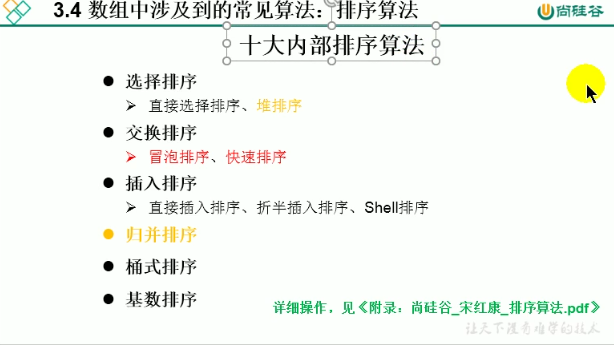 3.4 数组中涉及到的常见算法：排序算法
尚硅谷
十大内部排序算法
选择排序
直接选择排序、堆排序
交换排序
冒泡排序、快速排序
插入排序
直接插入排序、折半插入排序、Shell排序
归并排序
桶式排序
基数排序
详细操作，见《附录：尚硅谷_宋红康_排序算法.pdf》
让天下没有难学的技术